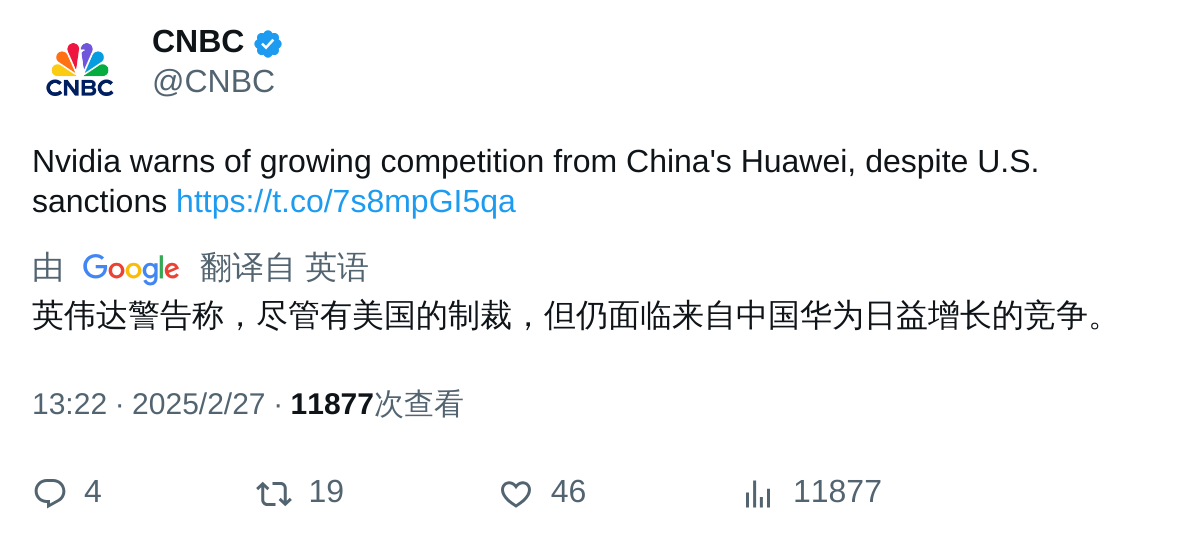 CNBC
CNBC
@CNBC
Nvidia warns of growing competition from China's Huawei, despite U.S.
sanctions https://t.co/7s8mpGI5qa
由 Google 翻译自 英语
英伟达警告称，尽管有美国的制裁，但仍面临来自中国华为日益增长的竞争。
13:22 · 2025/2/27 · 11877次查看
4 19 46 11877